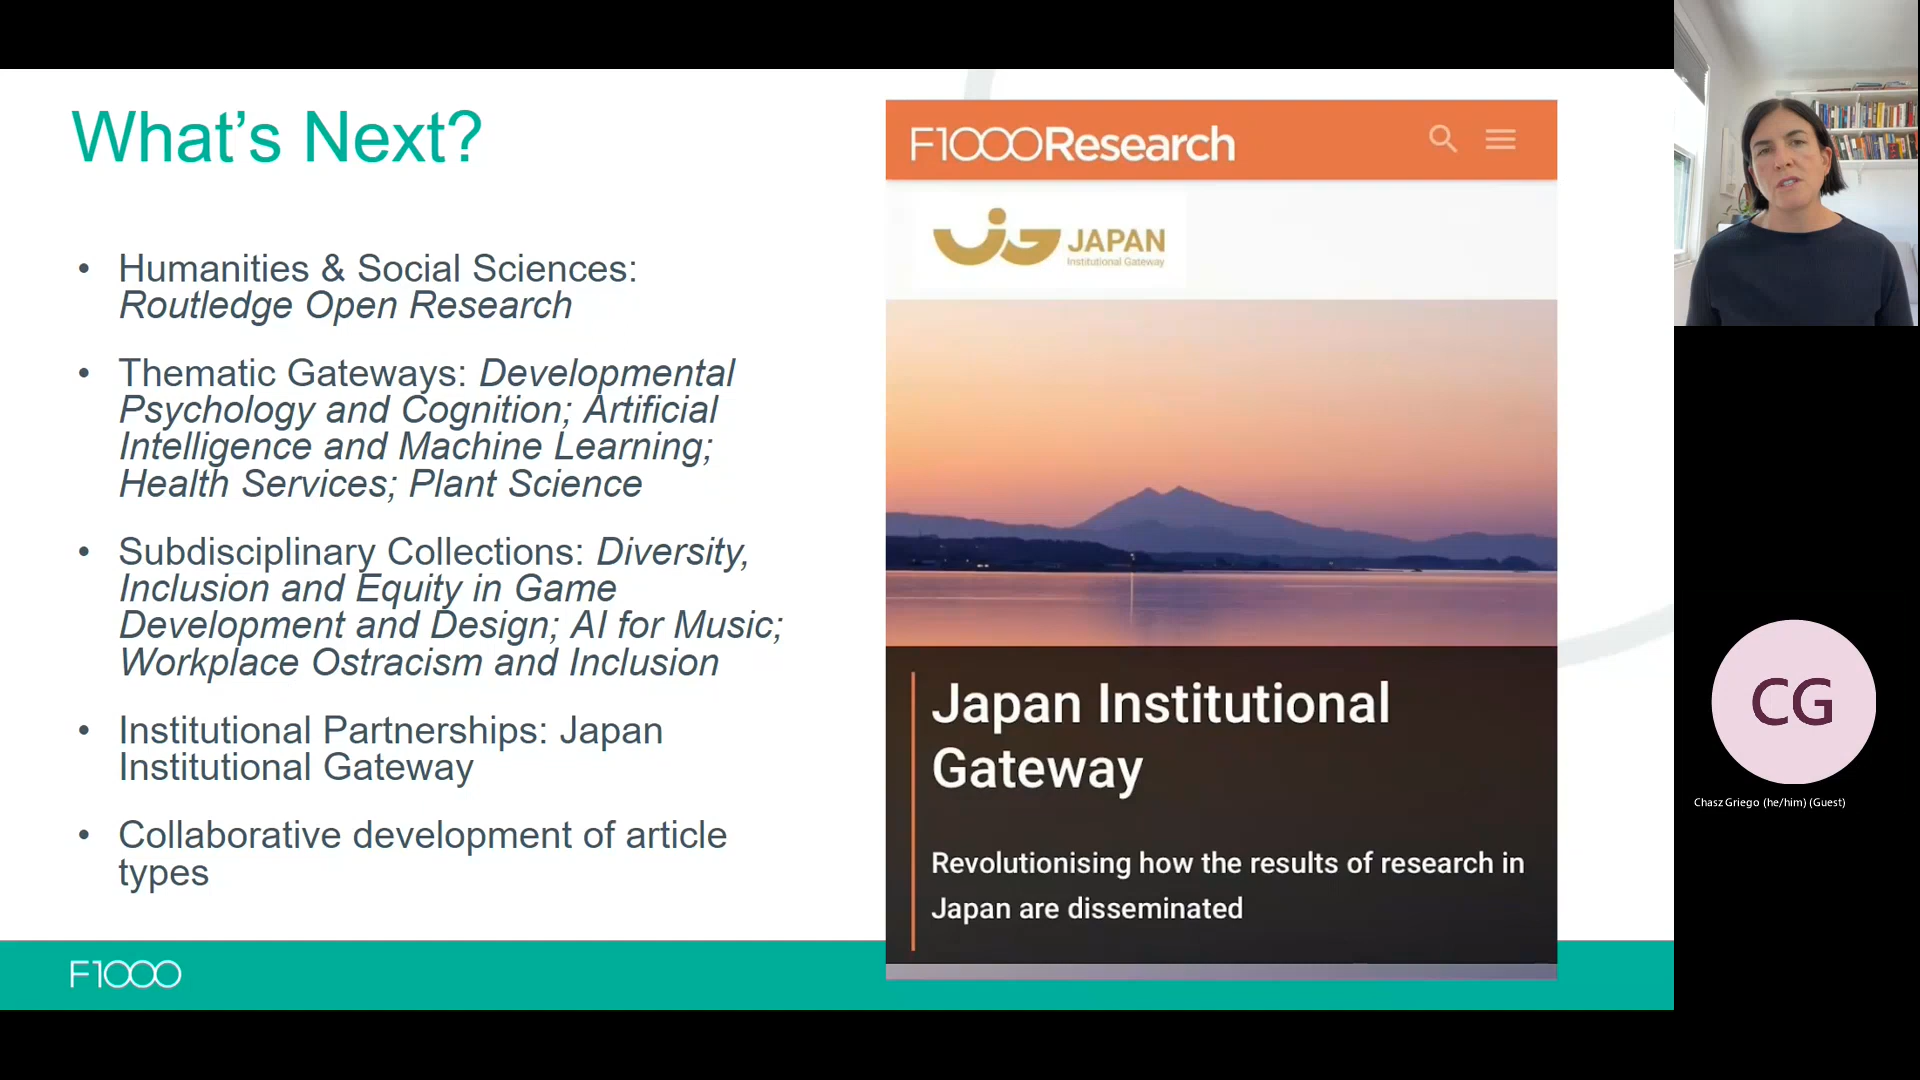 What's Next?
• Humanities & Social Sciences:
Routledge Open Research
• Thematic Gateways: Developmental
Psychology and Cognition; Artificial
Intelligence and Machine Learning;
Health Services; Plant Science
• Subdisciplinary Collections: Diversity,
Inclusion and Equity in Game
Development and Design; AI for Music;
Workplace Ostracism and Inclusion
• Institutional Partnerships: Japan
Institutional Gateway
• Collaborative development of article
types
F1000
F1000Research
JIG JAPAN
Institutional Gateway
Japan Institutional
Gateway
Revolutionising how the results of research in
Japan are disseminated
CG
Chasz Griego (he/him) (Guest)